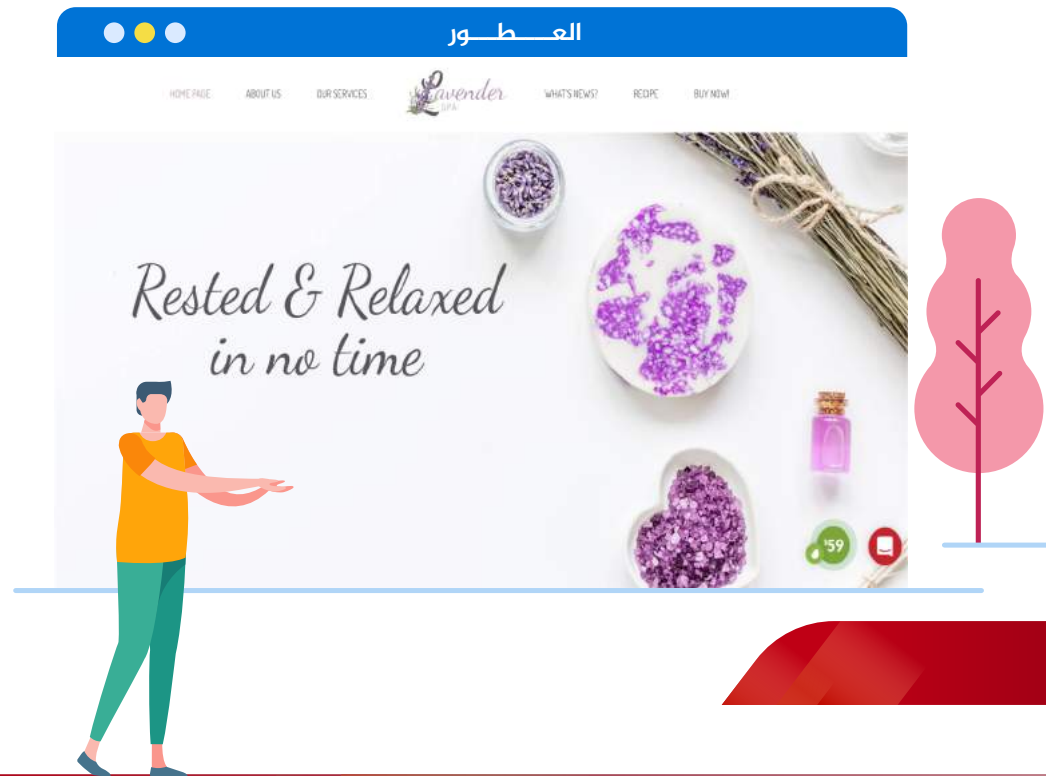 العـــــطـــــور
HOME PAGE ABOUT US OUR SERVICES Lavender SPA WHAT'S NEWS? RECIPE BUY NOW!
Rested & Relaxed
in no time
$59